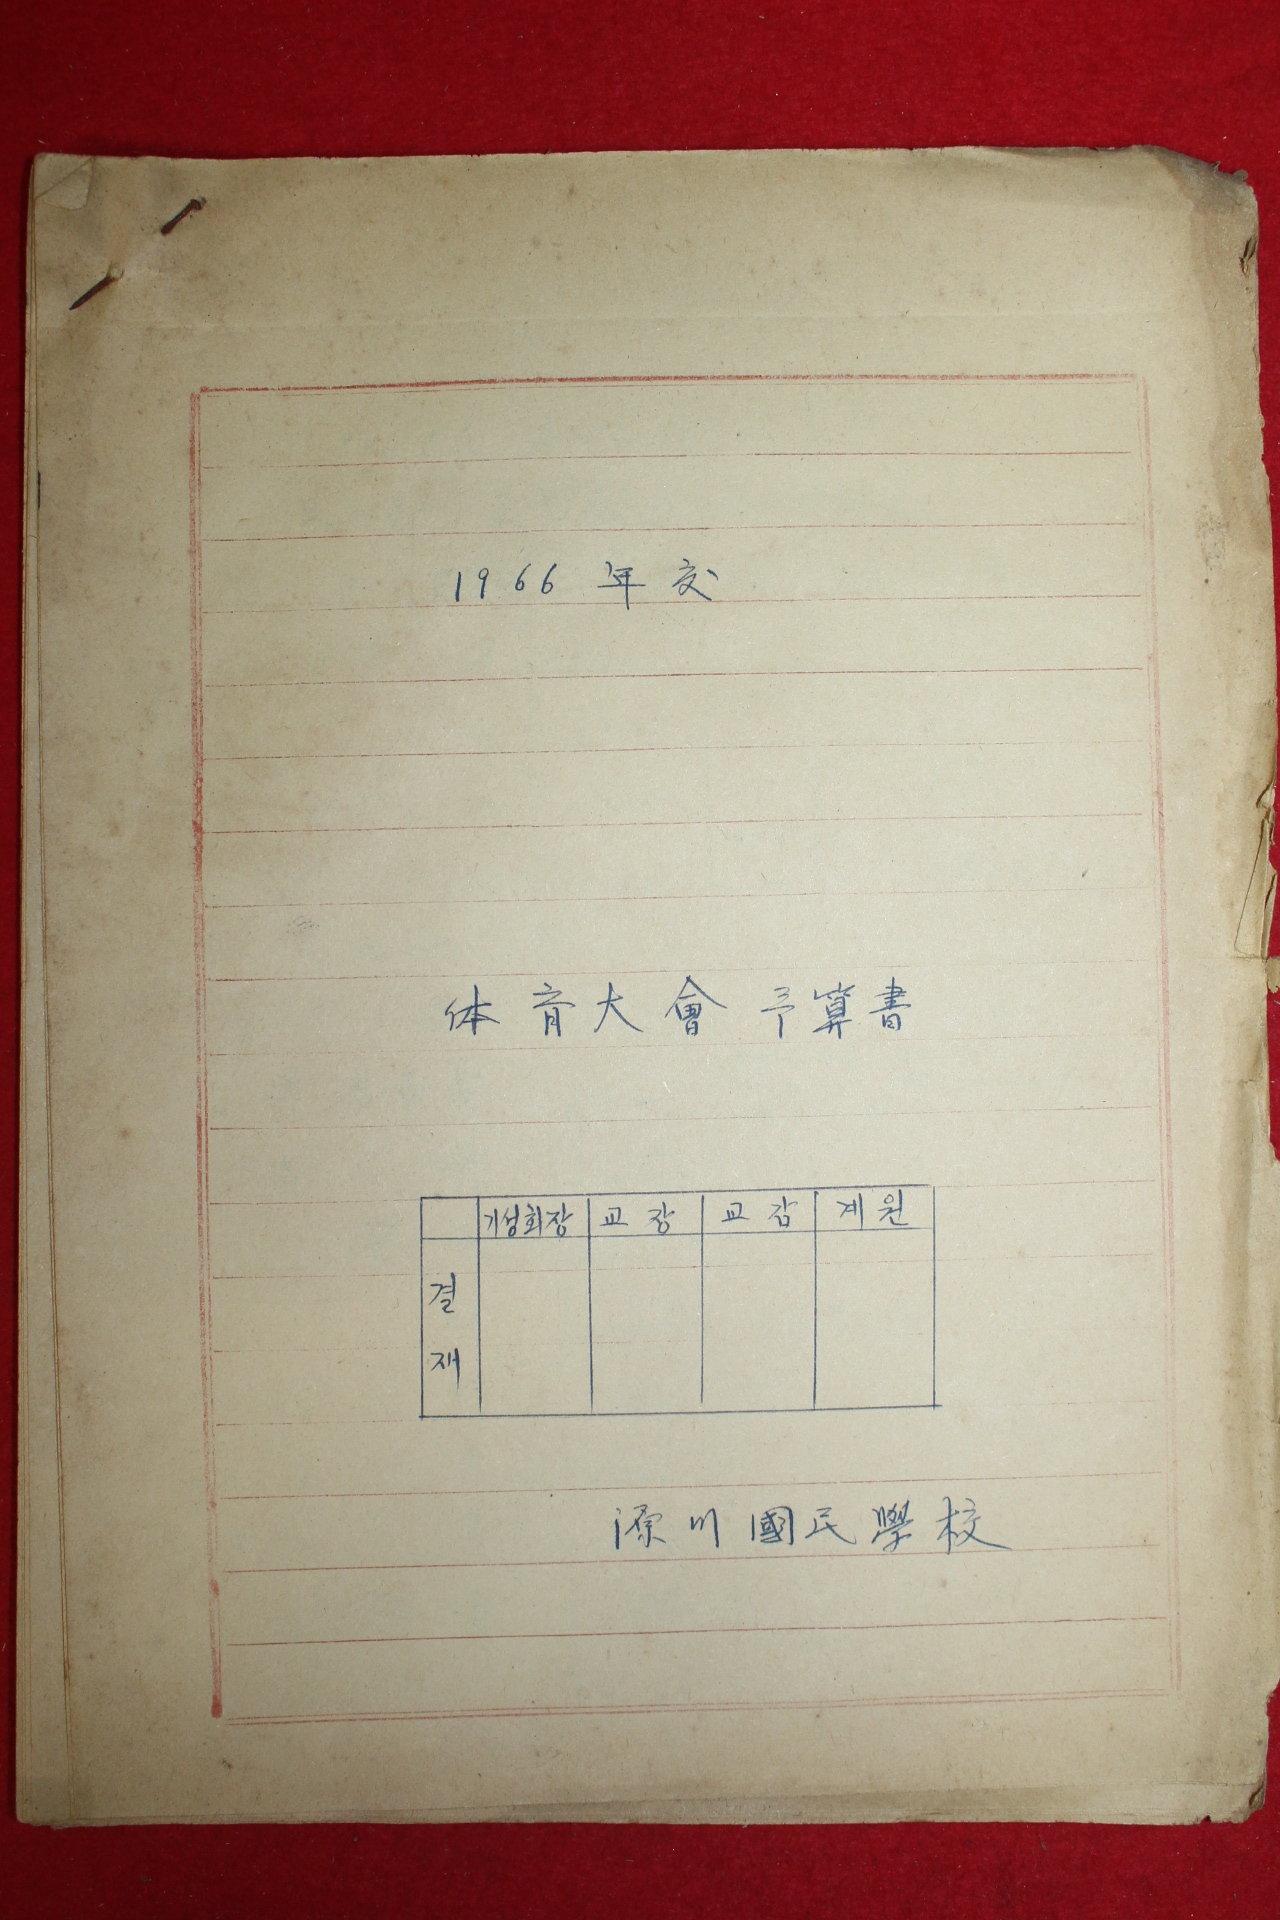 1966 年度
体育大會 予算書
기성회장 교장 교감 계원
결
재
源川國民學校